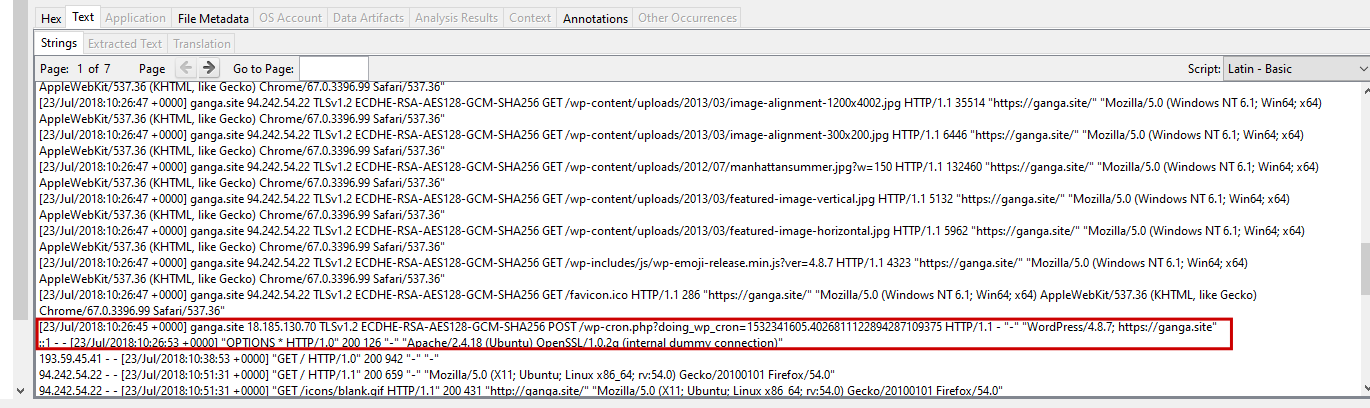 Hex Text Application File Metadata OS Account Data Artifacts Analysis Results Context Annotations Other Occurrences
Strings Extracted Text Translation
Page: 1 of 7 Page Go to Page: Script: Latin - Basic
AppleWebKit/537.36 (KHTML, like Gecko) Chrome/67.0.3396.99 Safari/537.36"
[23/Jul/2018:10:26:47 +0000] ganga.site 94.242.54.22 TLSv1.2 ECDHE-RSA-AES128-GCM-SHA256 GET /wp-content/uploads/2013/03/image-alignment-1200x4002.jpg HTTP/1.1 35514 "https://ganga.site/" "Mozilla/5.0 (Windows NT 6.1; Win64; x64)
AppleWebKit/537.36 (KHTML, like Gecko) Chrome/67.0.3396.99 Safari/537.36"
[23/Jul/2018:10:26:47 +0000] ganga.site 94.242.54.22 TLSv1.2 ECDHE-RSA-AES128-GCM-SHA256 GET /wp-content/uploads/2013/03/image-alignment-300x200.jpg HTTP/1.1 6446 "https://ganga.site/" "Mozilla/5.0 (Windows NT 6.1; Win64; x64)
AppleWebKit/537.36 (KHTML, like Gecko) Chrome/67.0.3396.99 Safari/537.36"
[23/Jul/2018:10:26:47 +0000] ganga.site 94.242.54.22 TLSv1.2 ECDHE-RSA-AES128-GCM-SHA256 GET /wp-content/uploads/2012/07/manhattansummer.jpg?w=150 HTTP/1.1 132460 "https://ganga.site/" "Mozilla/5.0 (Windows NT 6.1; Win64; x64)
AppleWebKit/537.36 (KHTML, like Gecko) Chrome/67.0.3396.99 Safari/537.36"
[23/Jul/2018:10:26:47 +0000] ganga.site 94.242.54.22 TLSv1.2 ECDHE-RSA-AES128-GCM-SHA256 GET /wp-content/uploads/2013/03/featured-image-vertical.jpg HTTP/1.1 5132 "https://ganga.site/" "Mozilla/5.0 (Windows NT 6.1; Win64; x64)
AppleWebKit/537.36 (KHTML, like Gecko) Chrome/67.0.3396.99 Safari/537.36"
[23/Jul/2018:10:26:47 +0000] ganga.site 94.242.54.22 TLSv1.2 ECDHE-RSA-AES128-GCM-SHA256 GET /wp-content/uploads/2013/03/featured-image-horizontal.jpg HTTP/1.1 5962 "https://ganga.site/" "Mozilla/5.0 (Windows NT 6.1; Win64; x64)
AppleWebKit/537.36 (KHTML, like Gecko) Chrome/67.0.3396.99 Safari/537.36"
[23/Jul/2018:10:26:47 +0000] ganga.site 94.242.54.22 TLSv1.2 ECDHE-RSA-AES128-GCM-SHA256 GET /wp-includes/js/wp-emoji-release.min.js?ver=4.8.7 HTTP/1.1 4323 "https://ganga.site/" "Mozilla/5.0 (Windows NT 6.1; Win64; x64)
AppleWebKit/537.36 (KHTML, like Gecko) Chrome/67.0.3396.99 Safari/537.36"
[23/Jul/2018:10:26:47 +0000] ganga.site 94.242.54.22 TLSv1.2 ECDHE-RSA-AES128-GCM-SHA256 GET /favicon.ico HTTP/1.1 286 "https://ganga.site/" "Mozilla/5.0 (Windows NT 6.1; Win64; x64) AppleWebKit/537.36 (KHTML, like Gecko)
Chrome/67.0.3396.99 Safari/537.36"
[23/Jul/2018:10:26:45 +0000] ganga.site 18.185.130.70 TLSv1.2 ECDHE-RSA-AES128-GCM-SHA256 POST /wp-cron.php?doing_wp_cron=1532341605.4026811122894287109375 HTTP/1.1 - "-" "WordPress/4.8.7; https://ganga.site"
::1 - - [23/Jul/2018:10:26:53 +0000] "OPTIONS * HTTP/1.0" 200 126 "-" "Apache/2.4.18 (Ubuntu) OpenSSL/1.0.2g (internal dummy connection)"
193.59.45.41 - - [23/Jul/2018:10:38:53 +0000] "GET / HTTP/1.0" 200 942 "-" "-"
94.242.54.22 - - [23/Jul/2018:10:51:31 +0000] "GET / HTTP/1.1" 200 659 "-" "Mozilla/5.0 (X11; Ubuntu; Linux x86_64; rv:54.0) Gecko/20100101 Firefox/54.0"
94.242.54.22 - - [23/Jul/2018:10:51:31 +0000] "GET /icons/blank.gif HTTP/1.1" 200 431 "http://ganga.site/" "Mozilla/5.0 (X11; Ubuntu; Linux x86_64; rv:54.0) Gecko/20100101 Firefox/54.0"